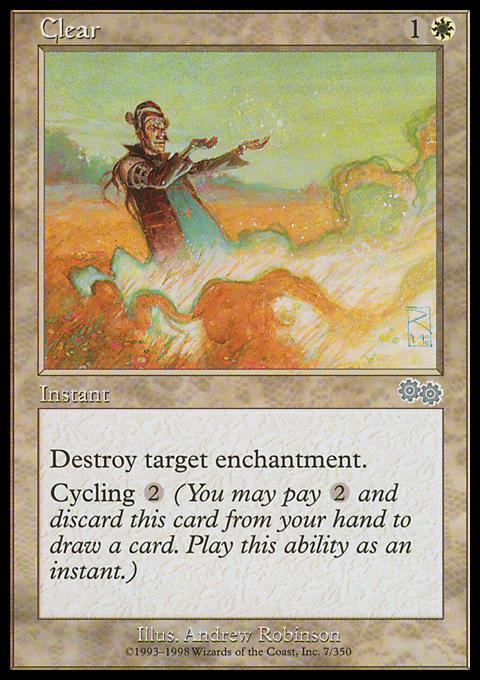 Clear 1
Instant
Destroy target enchantment.
Cycling 2 (You may pay 2 and
discard this card from your hand to
draw a card. Play this ability as an
instant.)
Illus. Andrew Robinson
©1993–1998 Wizards of the Coast, Inc. 7/350